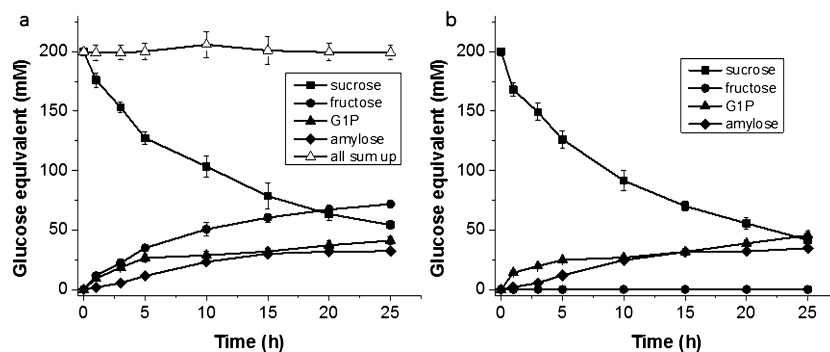 a
Glucose equivalent (mM)
200
150
100
50
0
sucrose
fructose
G1P
amylose
all sum up
0 5 10 15 20 25
Time (h)
b
Glucose equivalent (mM)
200
150
100
50
0
sucrose
fructose
G1P
amylose
0 5 10 15 20 25
Time (h)